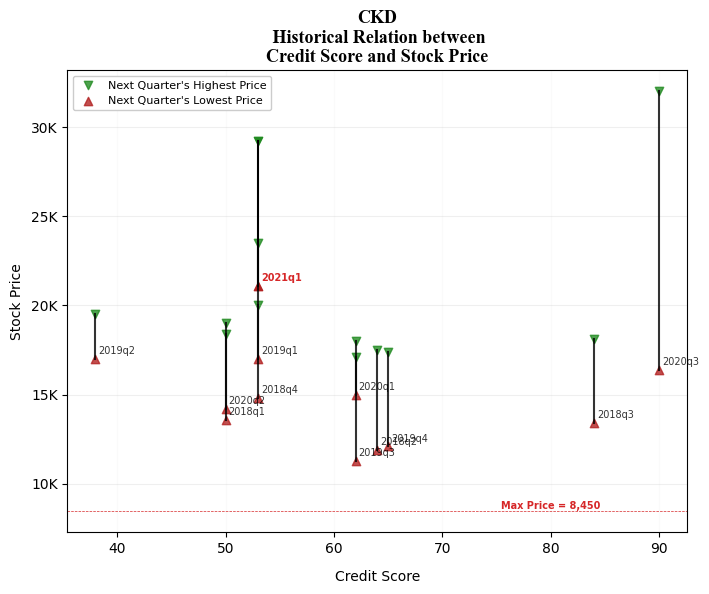 CKD
Historical Relation between
Credit Score and Stock Price
Next Quarter's Highest Price
Next Quarter's Lowest Price
30K
25K
20K
15K
10K
Stock Price
2021q1
2019q2
2019q1
2020q3
2018q4
2020q1
2020q2
2018q1
2018q3
2018q2
2019q4
2019q3
Max Price = 8,450
40
50
60
70
80
90
Credit Score